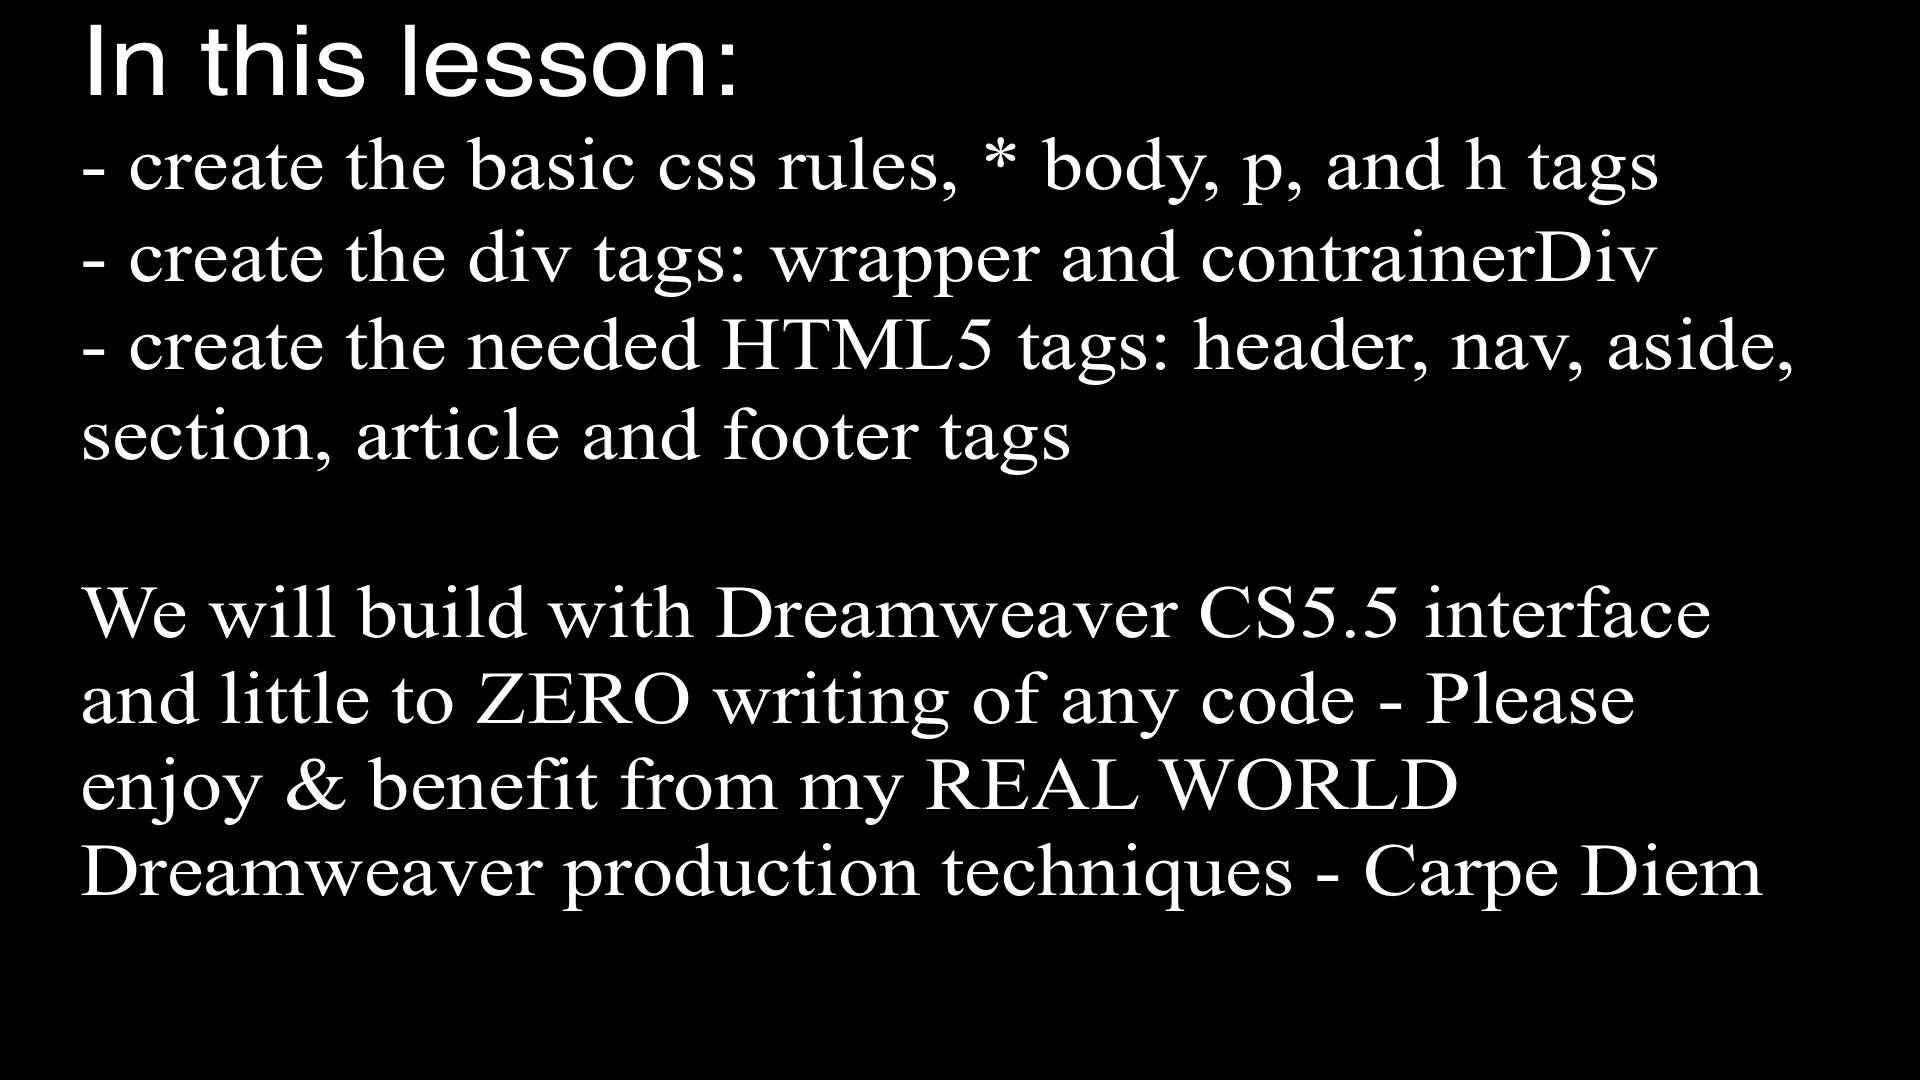 In this lesson:
- create the basic css rules, * body, p, and h tags
- create the div tags: wrapper and contrainerDiv
- create the needed HTML5 tags: header, nav, aside,
section, article and footer tags
We will build with Dreamweaver CS5.5 interface
and little to ZERO writing of any code - Please
enjoy & benefit from my REAL WORLD
Dreamweaver production techniques - Carpe Diem